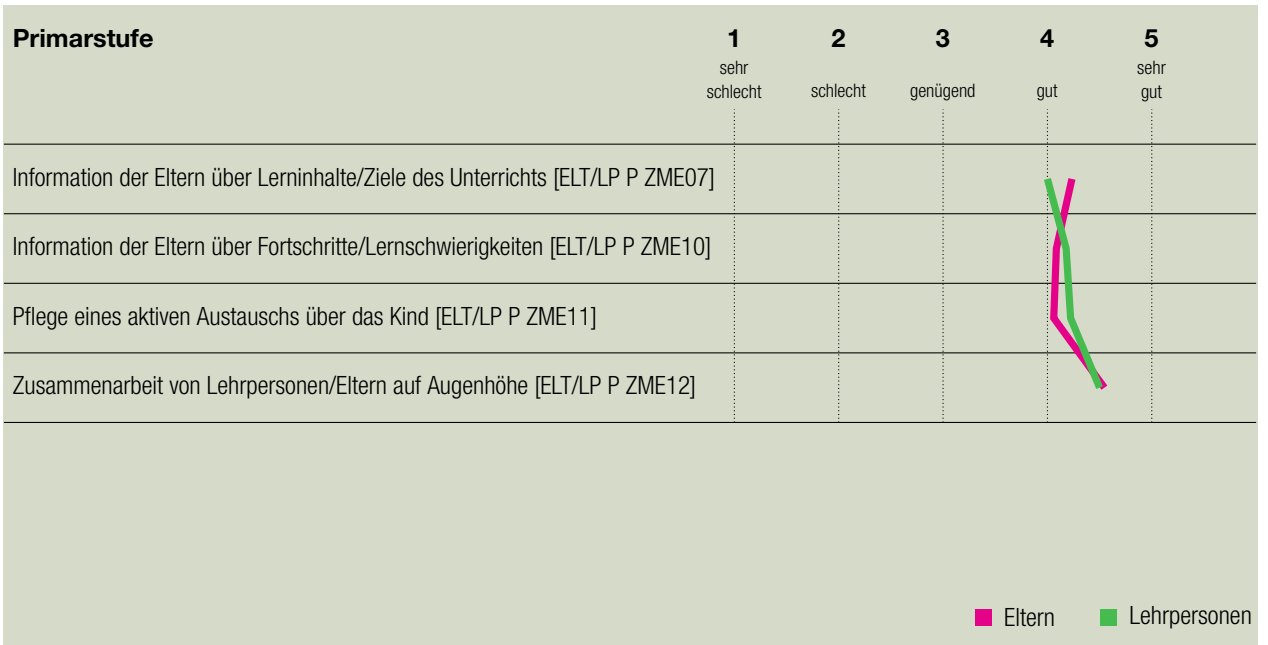 Primarstufe 1 2 3 4 5
sehr schlecht schlecht genügend gut sehr gut
Information der Eltern über Lerninhalte/Ziele des Unterrichts [ELT/LP P ZME07]
Information der Eltern über Fortschritte/Lernschwierigkeiten [ELT/LP P ZME10]
Pflege eines aktiven Austauschs über das Kind [ELT/LP P ZME11]
Zusammenarbeit von Lehrpersonen/Eltern auf Augenhöhe [ELT/LP P ZME12]
Eltern Lehrpersonen